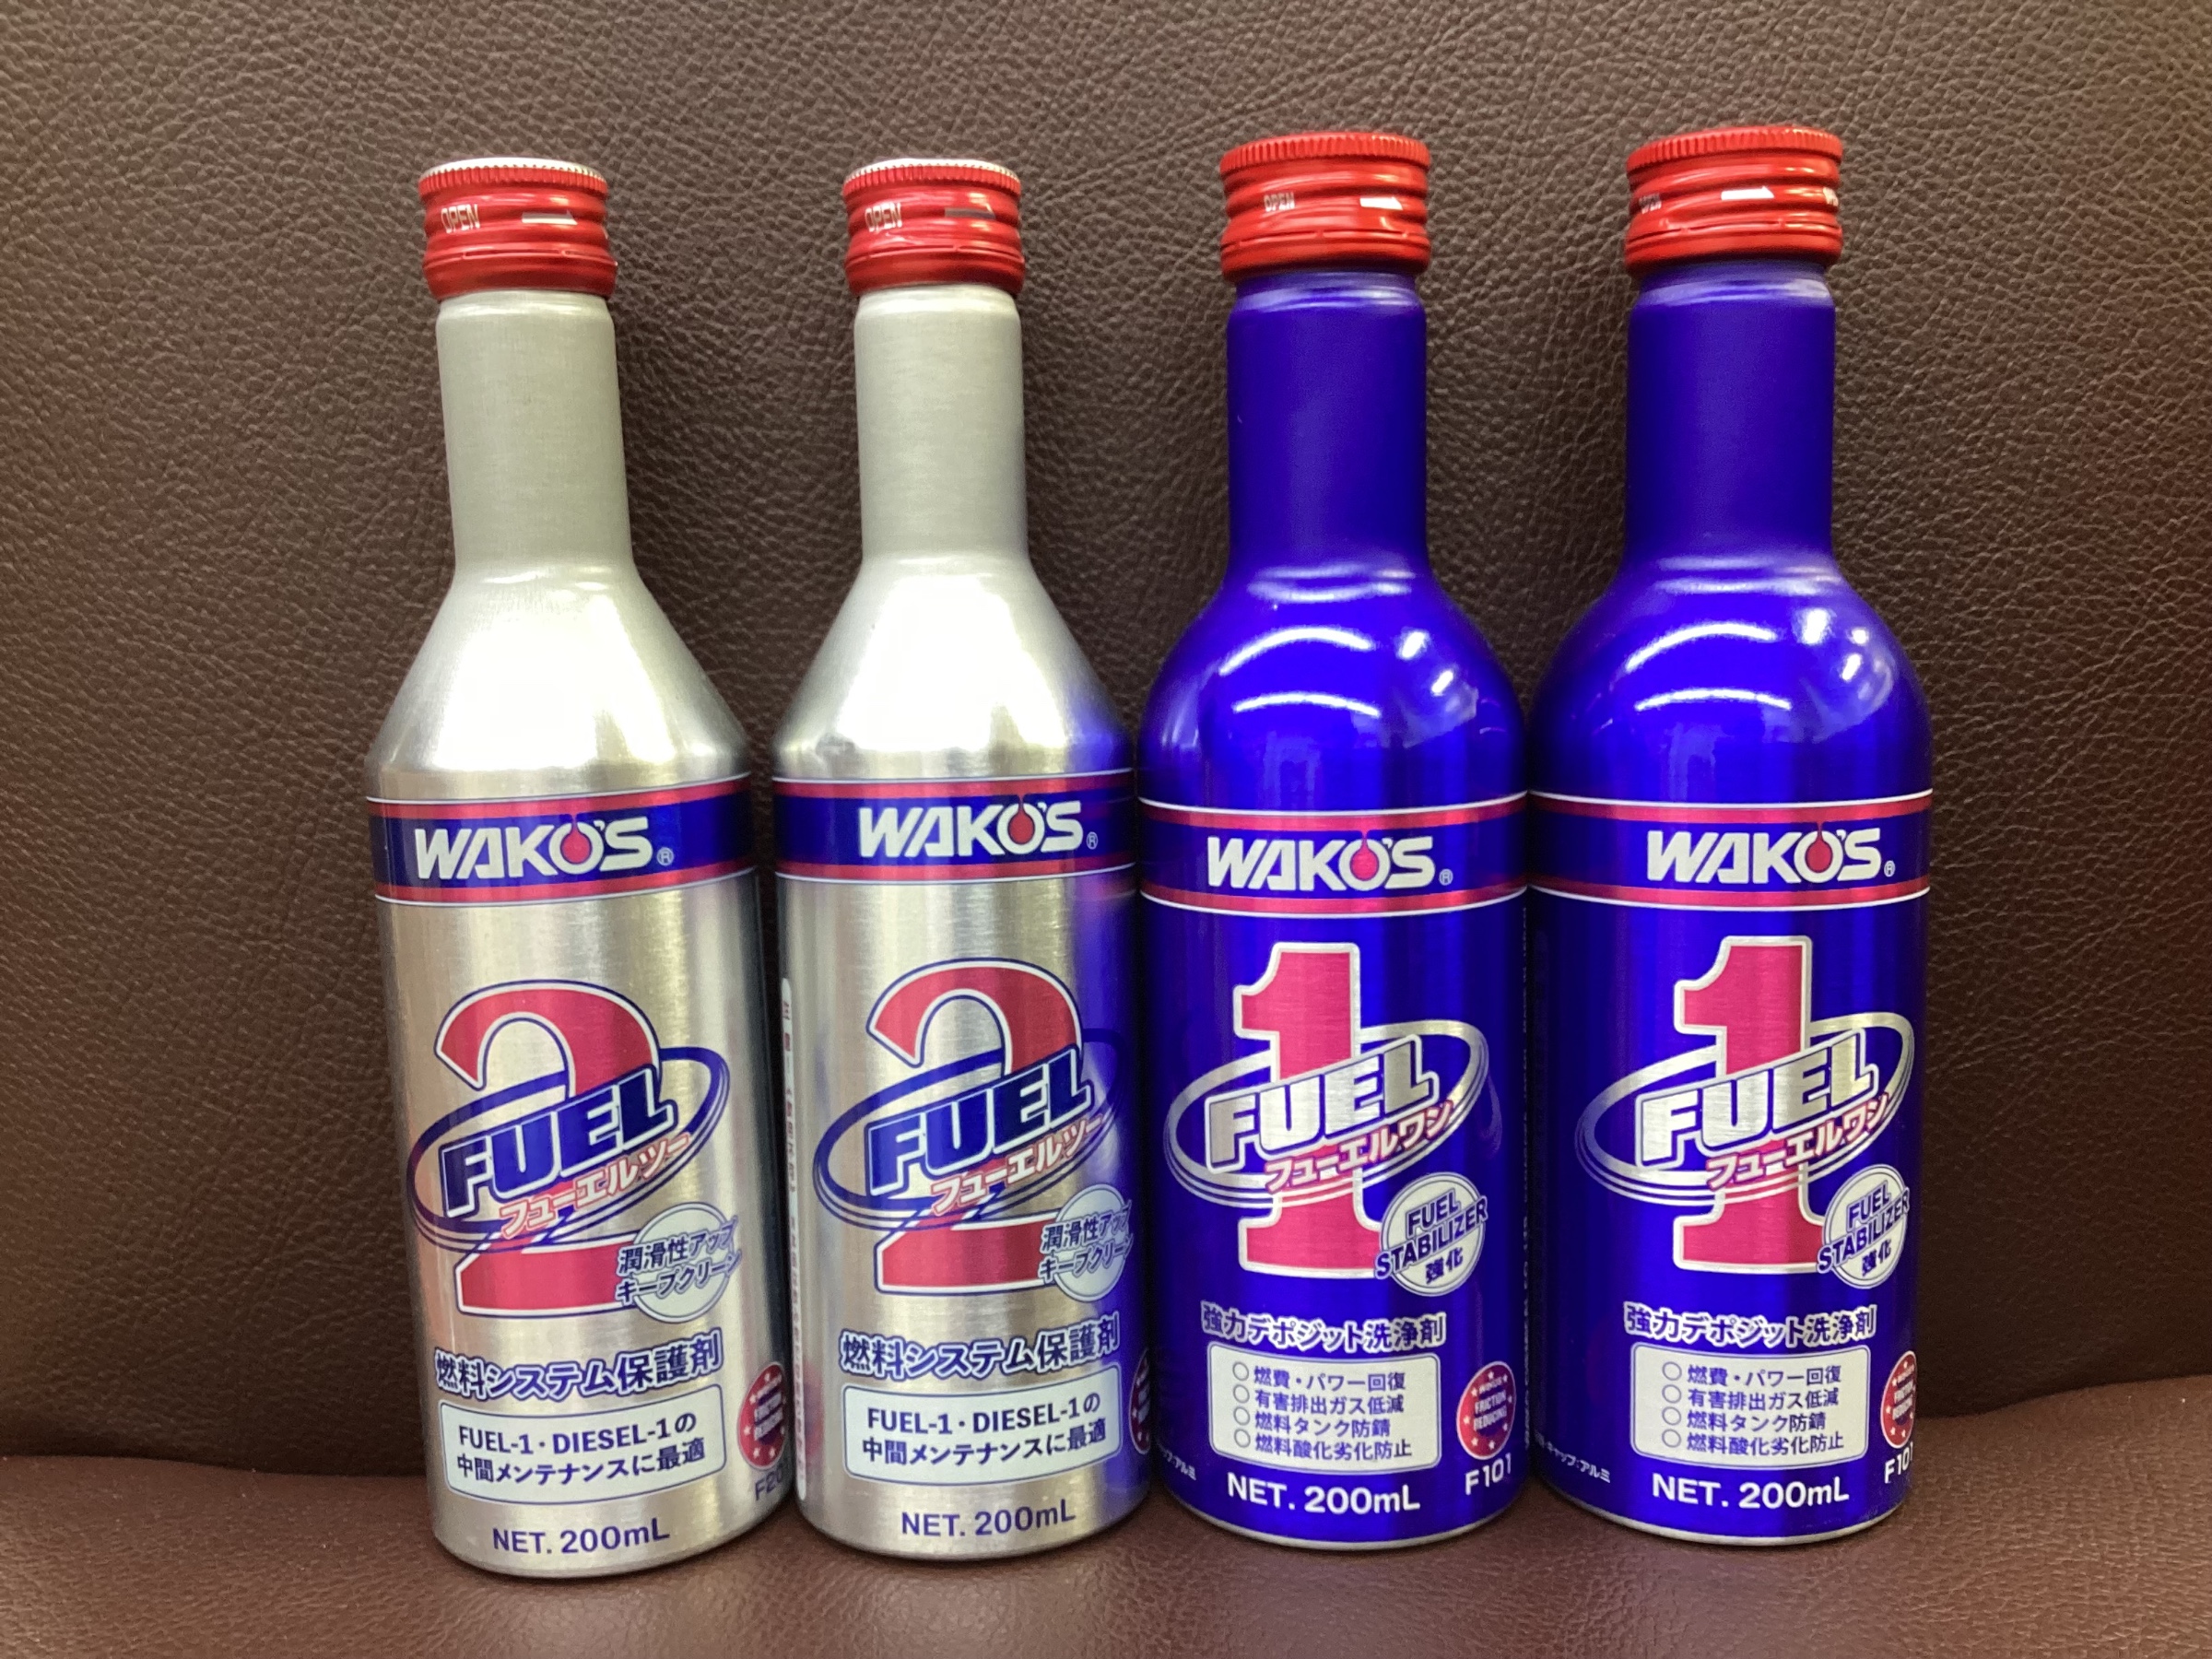 OPEN
WAKO'S®
2
FUEL
フューエルツー
潤滑性アップ
キープクリーン
燃料システム保護剤
FUEL-1・DIESEL-1の
中間メンテナンスに最適
NET. 200mL
OPEN
WAKO'S®
2
FUEL
フューエルツー
潤滑性アップ
キープクリーン
燃料システム保護剤
FUEL-1・DIESEL-1の
中間メンテナンスに最適
NET. 200mL
OPEN
WAKO'S®
1
FUEL
フューエルワン
FUEL
STABILIZER
強化
強力デポジット洗浄剤
○ 燃費・パワー回復
○ 有害排出ガス低減
○ 燃料タンク防錆
○ 燃料酸化劣化防止
FRICTION
REDUCING
F101
NET. 200mL
OPEN
WAKO'S®
1
FUEL
フューエルワン
FUEL
STABILIZER
強化
強力デポジット洗浄剤
○ 燃費・パワー回復
○ 有害排出ガス低減
○ 燃料タンク防錆
○ 燃料酸化劣化防止
キャップ:アルミ
F101
NET. 200mL